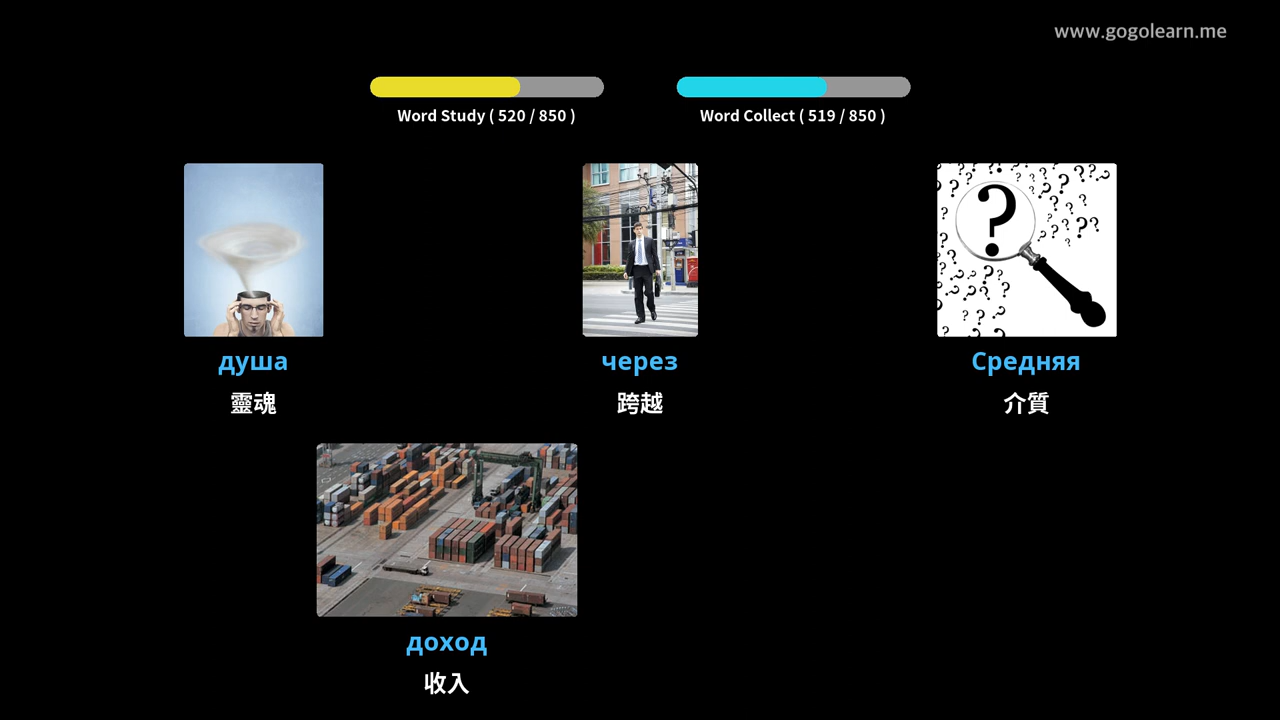 www.gogolearn.me
Word Study ( 520 / 850 )
Word Collect ( 519 / 850 )
душа
через
Средняя
靈魂
跨越
介質
доход
收入